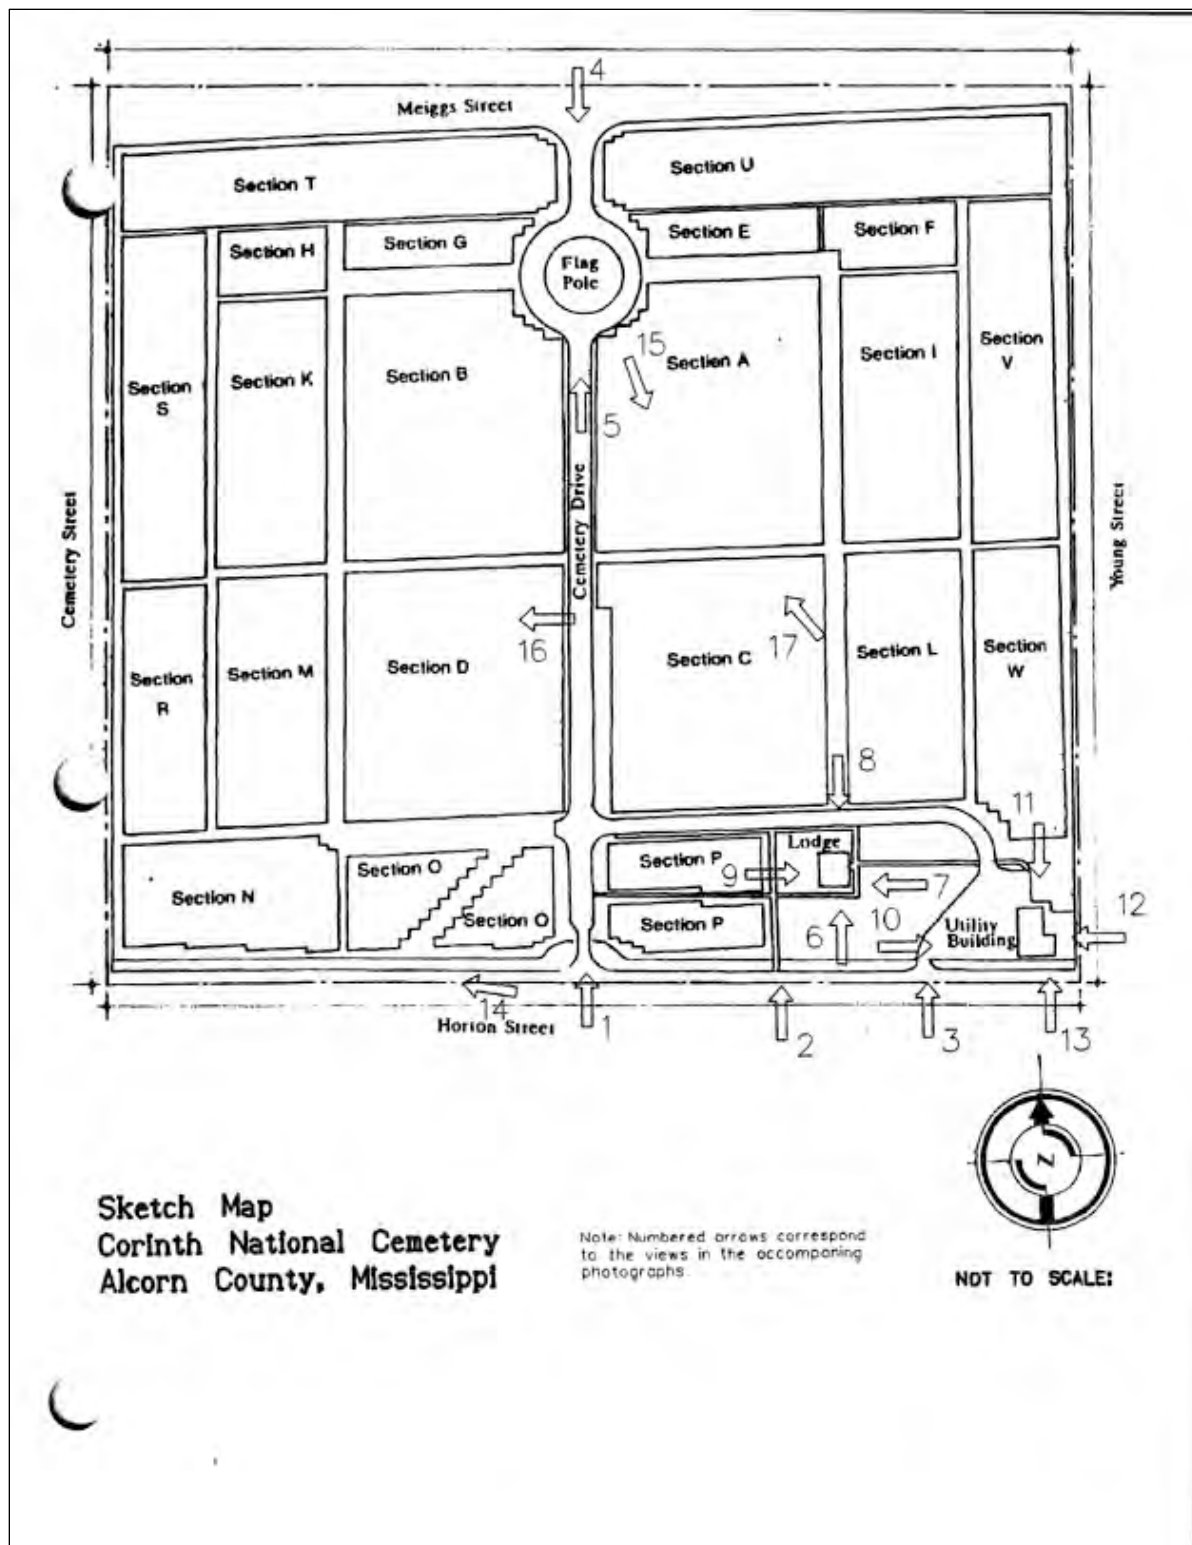 4
Meiggs Street
Section U
Section T
Section E
Section F
Section G
Section H
Flag
Pole
15
Section A
Section I
Section
V
Section B
Section K
Section
S
5
Cemetery Drive
Cemetery Street
Young Street
16
17
Section C
Section L
Section
W
Section D
Section M
Section
R
8
11
Lodge
Section P
9
7
Section O
Section N
Section O
Section P
6
10
Utility
Building
12
14
Horton Street
1
2
3
13
N
Sketch Map
Corinth National Cemetery
Alcorn County, Mississippi
Note: Numbered arrows correspond
to the views in the accompaning
photographs.
NOT TO SCALE: